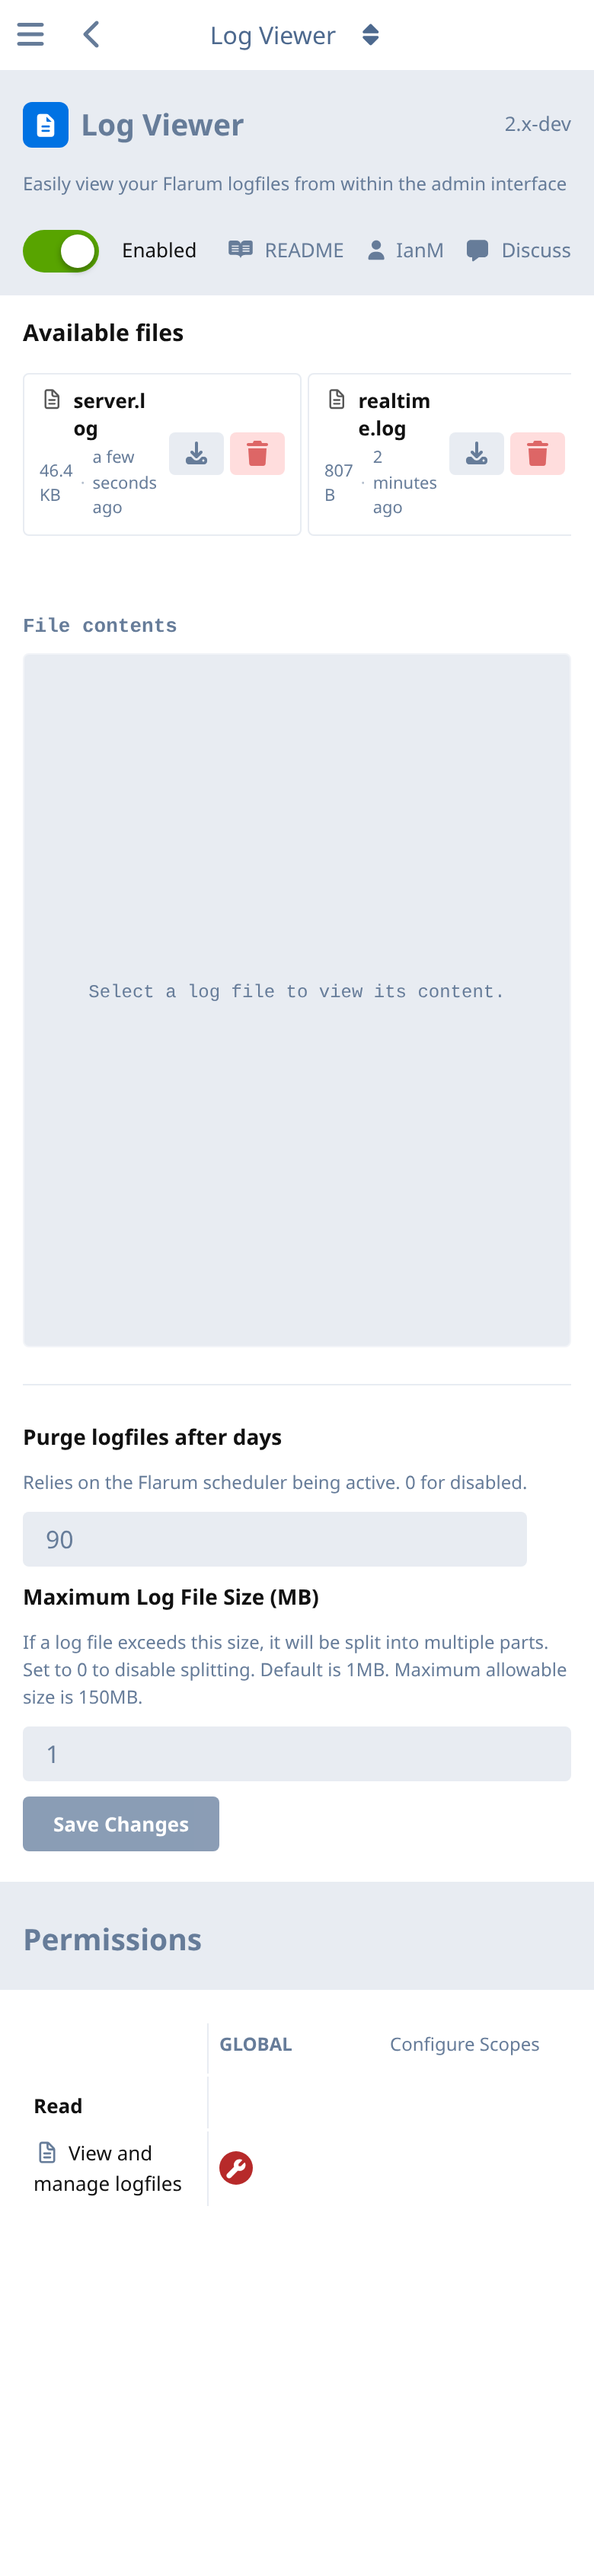 Log Viewer
Log Viewer
2.x-dev
Easily view your Flarum logfiles from within the admin interface
Enabled
README
IanM
Discuss
Available files
server.l
og
46.4
KB
·
a few
seconds
ago
realtim
e.log
807
B
·
2
minutes
ago
File contents
Select a log file to view its content.
Purge logfiles after days
Relies on the Flarum scheduler being active. 0 for disabled.
90
Maximum Log File Size (MB)
If a log file exceeds this size, it will be split into multiple parts.
Set to 0 to disable splitting. Default is 1MB. Maximum allowable
size is 150MB.
1
Save Changes
Permissions
GLOBAL
Configure Scopes
Read
View and
manage logfiles